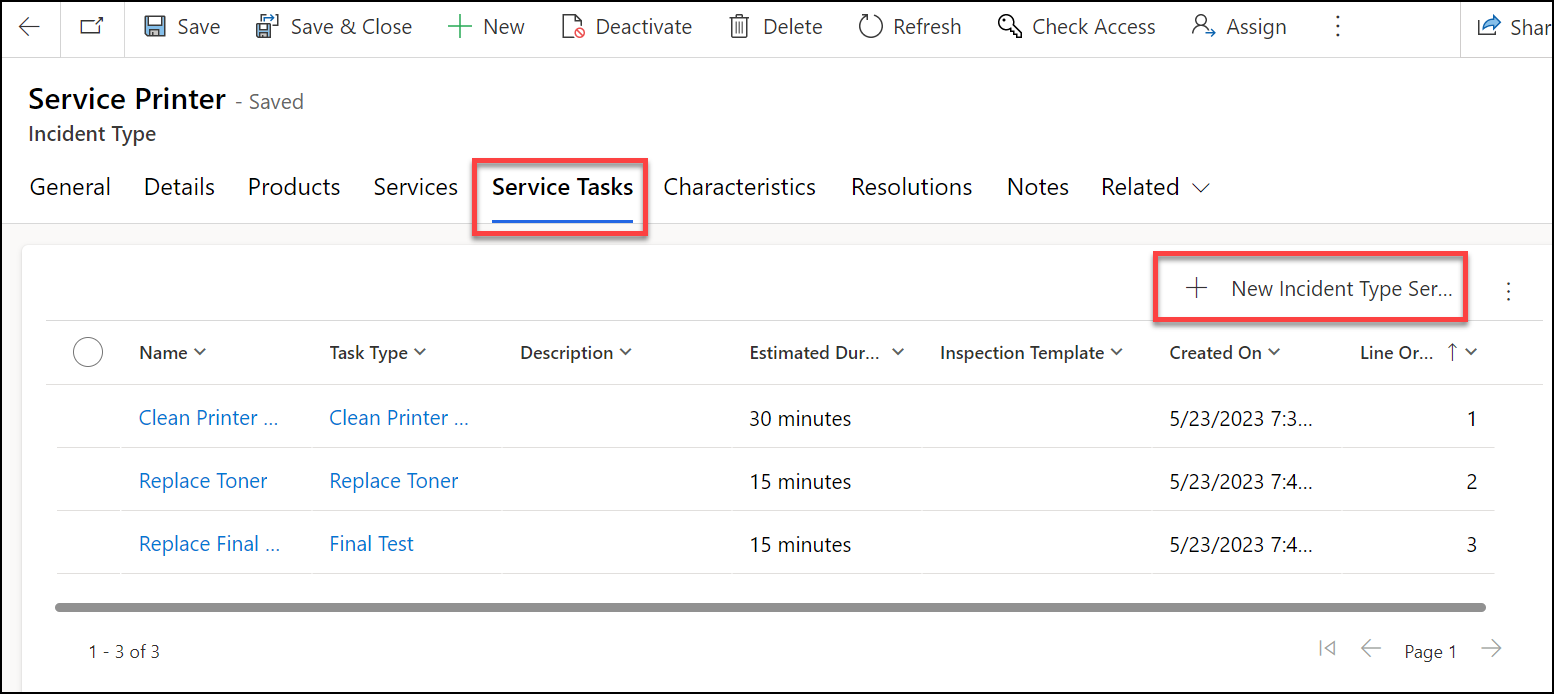 Save Save & Close New Deactivate Delete Refresh Check Access Assign Shar
Service Printer - Saved
Incident Type
General Details Products Services Service Tasks Characteristics Resolutions Notes Related
New Incident Type Ser...
Name Task Type Description Estimated Dur... Inspection Template Created On Line Or...
Clean Printer ... Clean Printer ... 30 minutes 5/23/2023 7:3... 1
Replace Toner Replace Toner 15 minutes 5/23/2023 7:4... 2
Replace Final ... Final Test 15 minutes 5/23/2023 7:4... 3
1 - 3 of 3 Page 1